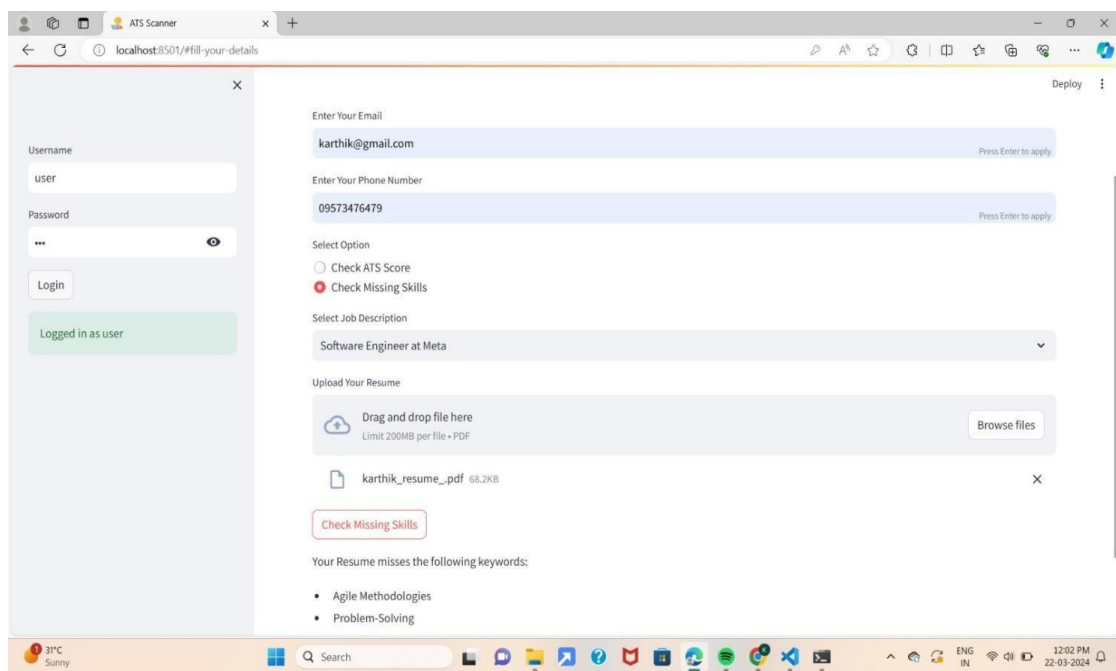 ATS Scanner
localhost:8501/#fill-your-details
Deploy
Username
user
Password
•••
Login
Logged in as user
Enter Your Email
karthik@gmail.com
Press Enter to apply
Enter Your Phone Number
09573476479
Press Enter to apply
Select Option
Check ATS Score
Check Missing Skills
Select Job Description
Software Engineer at Meta
Upload Your Resume
Drag and drop file here
Limit 200MB per file • PDF
Browse files
karthik_resume_.pdf 68.2KB
Check Missing Skills
Your Resume misses the following keywords:
• Agile Methodologies
• Problem-Solving
1
31°C
Sunny
Search
ENG
IN
12:02 PM
22-03-2024